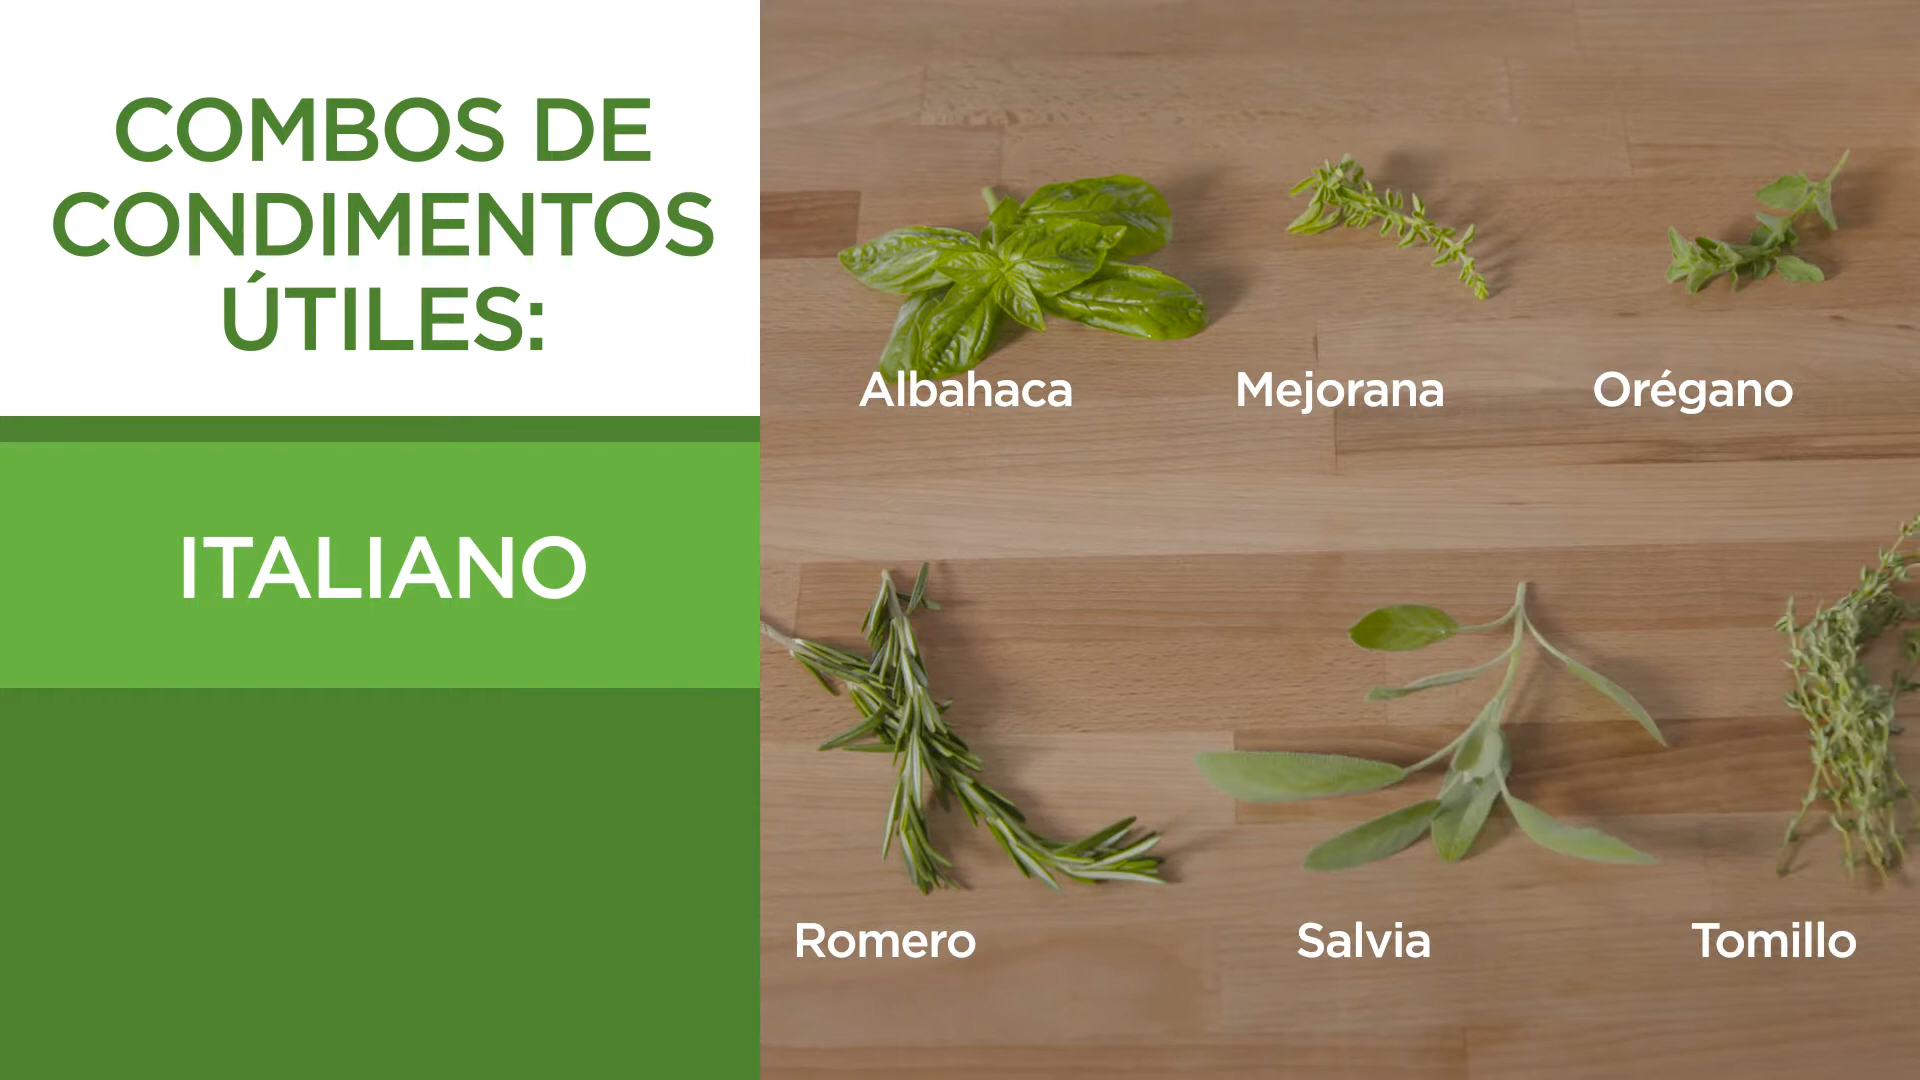 COMBOS DE
CONDIMENTOS
ÚTILES:
ITALIANO
Albahaca
Mejorana
Orégano
Romero
Salvia
Tomillo